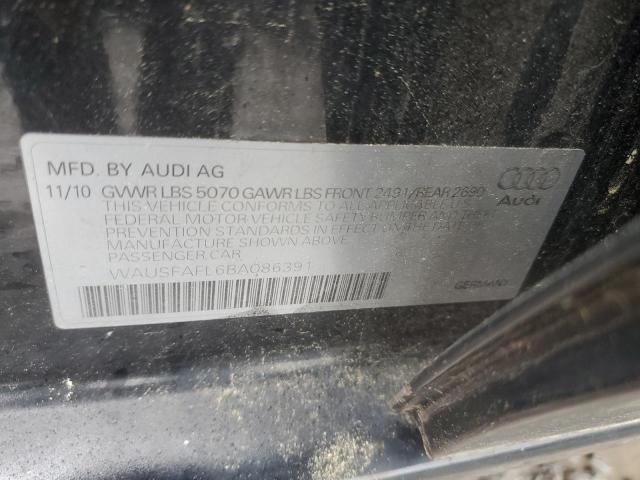 MFD. BY AUDI AG
11/10 GVWR LBS 5070 GAWR LBS FRONT 2491/REAR 2690
THIS VEHICLE CONFORMS TO ALL APPLICABLE U.S.
FEDERAL MOTOR VEHICLE SAFETY BUMPER AND THEFT
PREVENTION STANDARDS IN EFFECT ON THE DATE OF
MANUFACTURE SHOWN ABOVE
PASSENGER CAR
WAUSFAFL6BA086391
Audi
GERMANY